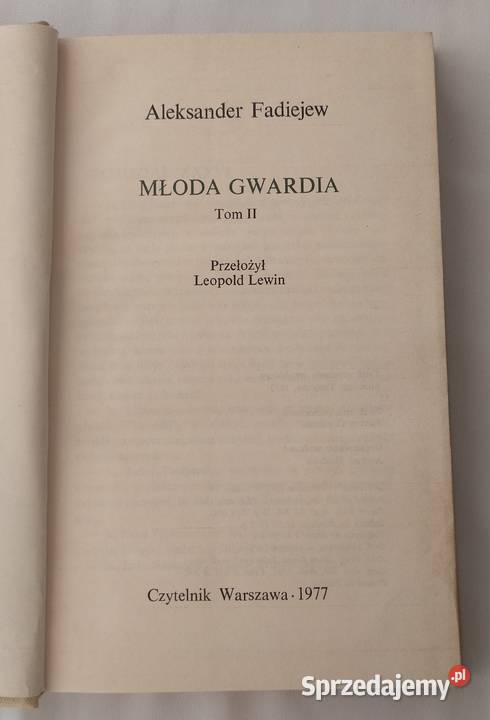 Aleksander Fadiejew
MŁODA GWARDIA
Tom II
Przełożył
Leopold Lewin
Czytelnik Warszawa · 1977
Sprzedajemy.pl